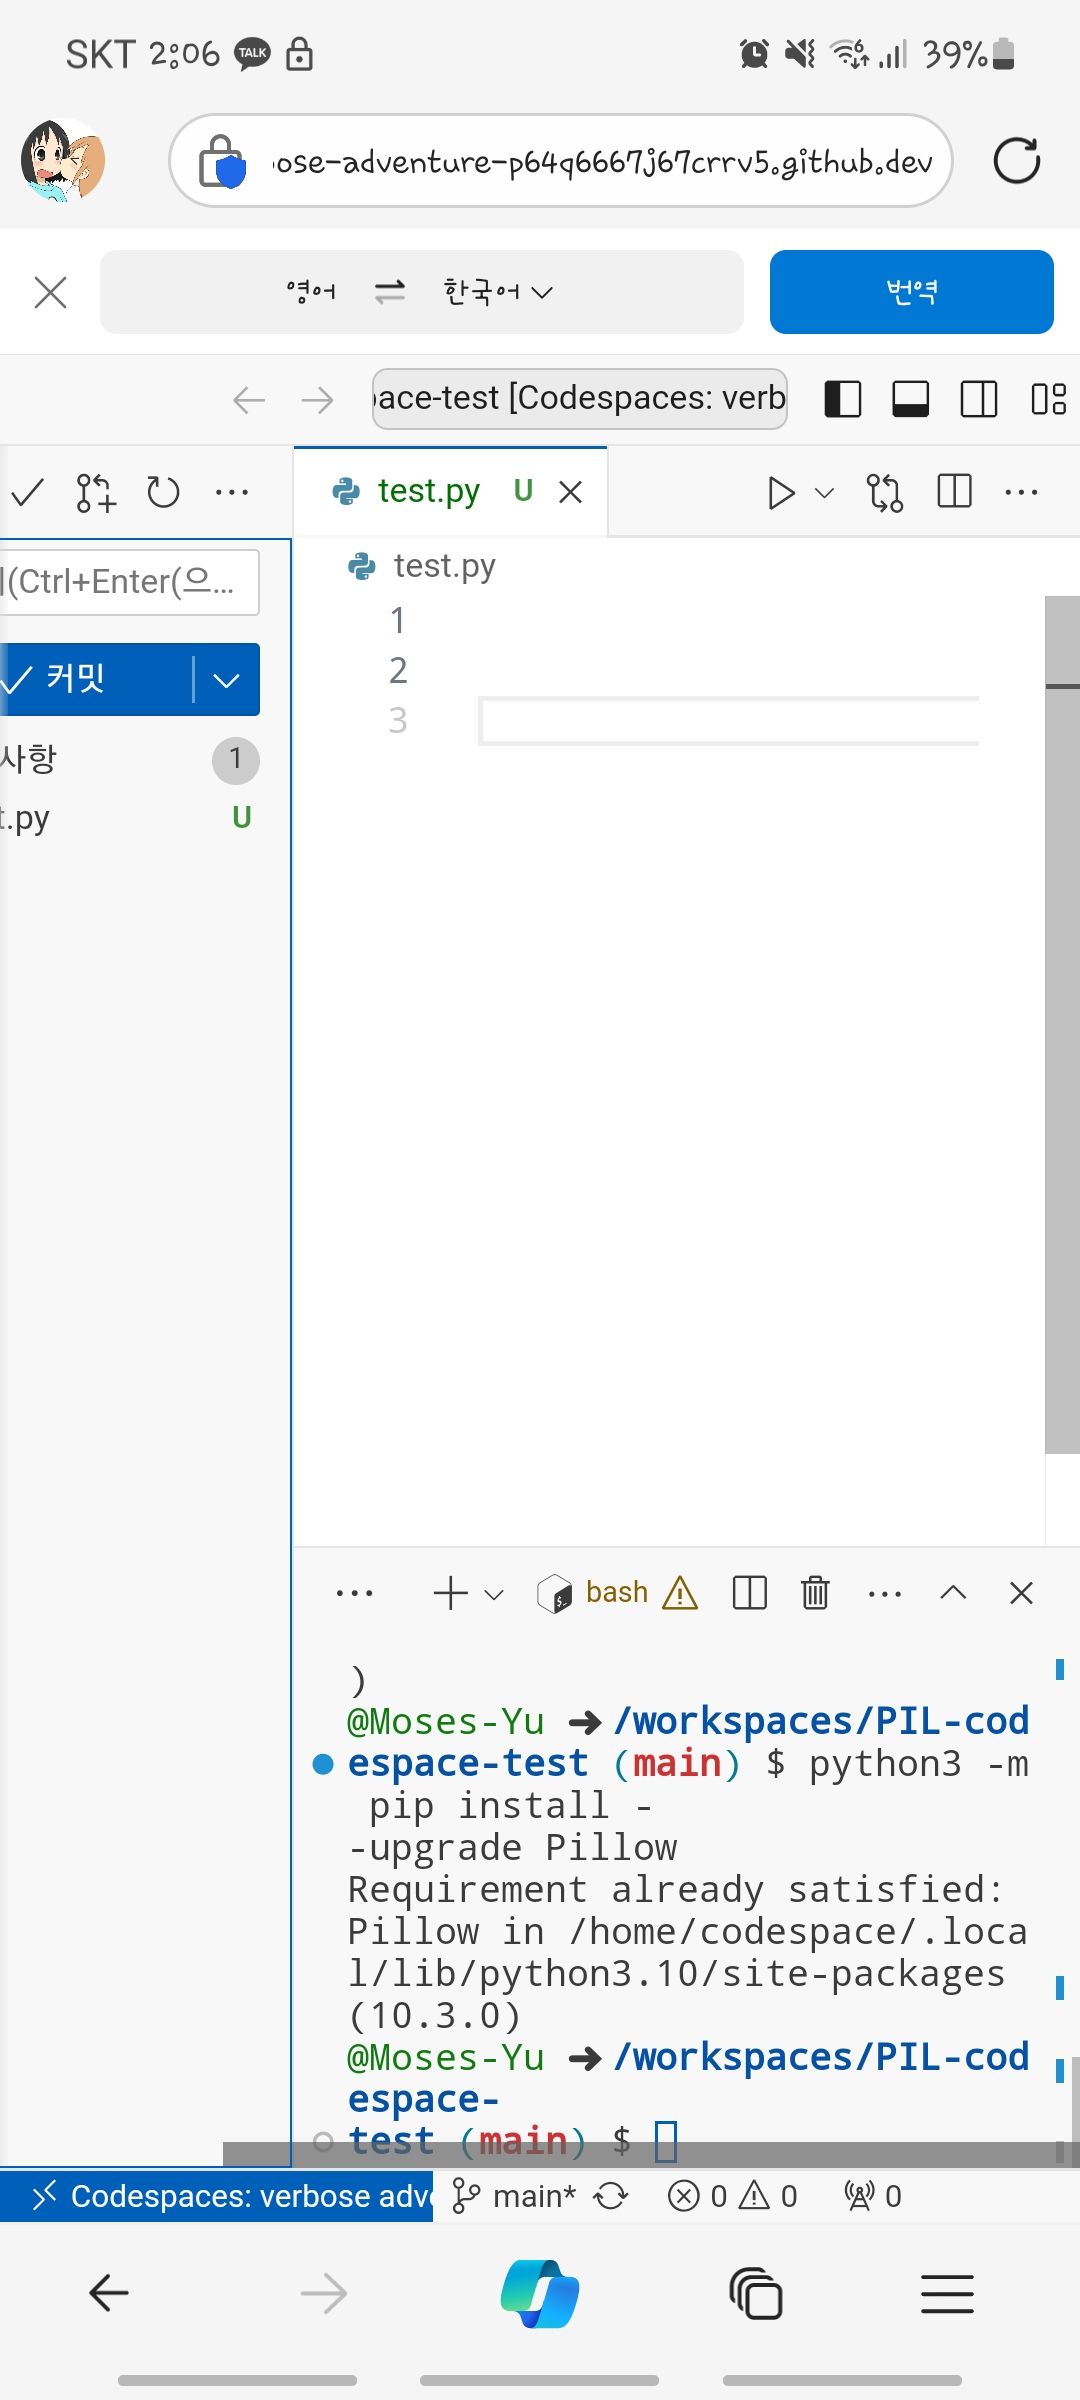 SKT 2:06 TALK 39%
ose-adventure-p64q6667j67crrv5.github.dev
영어 한국어 번역
ace-test [Codespaces: verb
test.py U
(Ctrl+Enter(으...
test.py
1
2
3
커밋
사항 1
.py U
bash
)
@Moses-Yu ➜ /workspaces/PIL-cod
espace-test (main) $ python3 -m
pip install -
-upgrade Pillow
Requirement already satisfied:
Pillow in /home/codespace/.loca
l/lib/python3.10/site-packages
(10.3.0)
@Moses-Yu ➜ /workspaces/PIL-cod
espace-
test (main) $
Codespaces: verbose adv main* 0 0 0